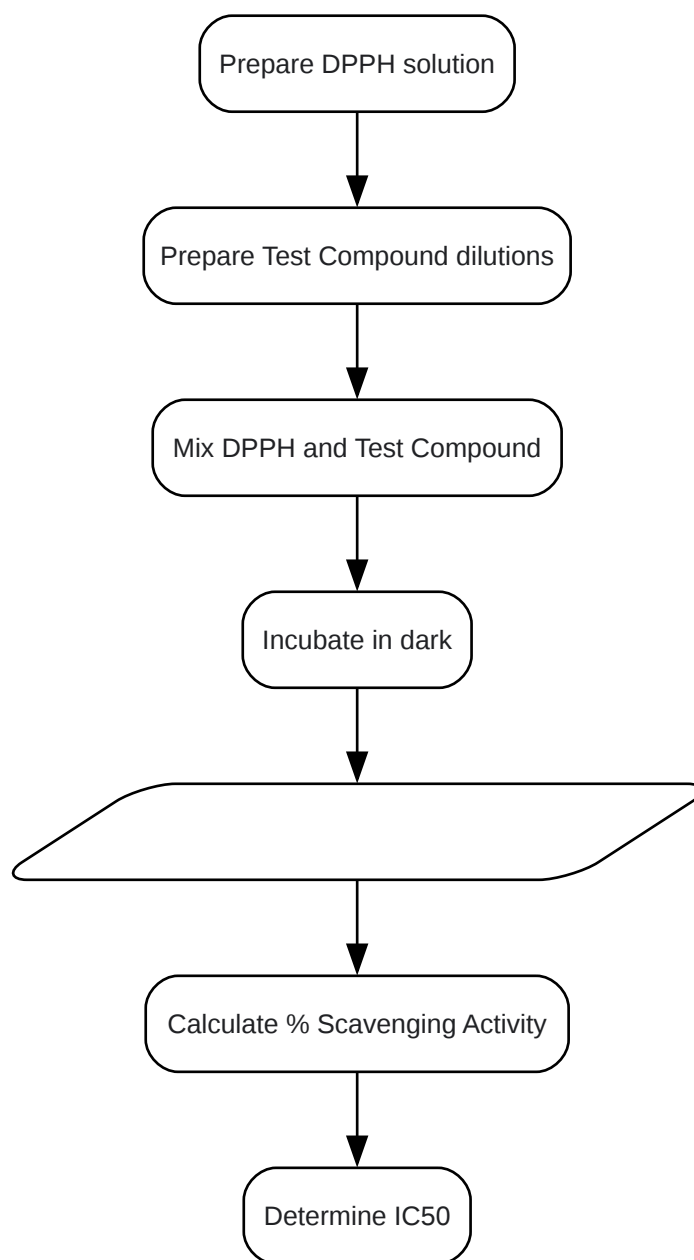 Prepare DPPH solution
Prepare Test Compound dilutions
Mix DPPH and Test Compound
Incubate in dark
Calculate % Scavenging Activity
Determine IC50